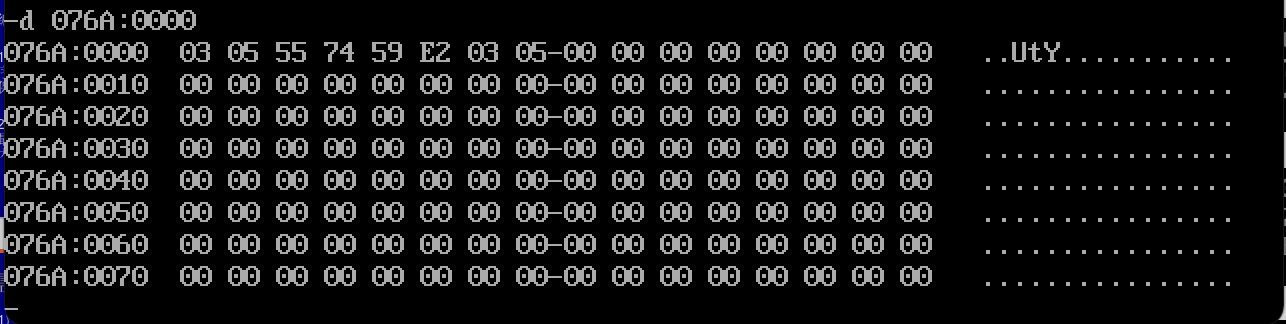 -d 076A:0000
076A:0000  03 05 55 74 59 E2 03 05-00 00 00 00 00 00 00 00   ..UtY...........
076A:0010  00 00 00 00 00 00 00 00-00 00 00 00 00 00 00 00   ................
076A:0020  00 00 00 00 00 00 00 00-00 00 00 00 00 00 00 00   ................
076A:0030  00 00 00 00 00 00 00 00-00 00 00 00 00 00 00 00   ................
076A:0040  00 00 00 00 00 00 00 00-00 00 00 00 00 00 00 00   ................
076A:0050  00 00 00 00 00 00 00 00-00 00 00 00 00 00 00 00   ................
076A:0060  00 00 00 00 00 00 00 00-00 00 00 00 00 00 00 00   ................
076A:0070  00 00 00 00 00 00 00 00-00 00 00 00 00 00 00 00   ................
-